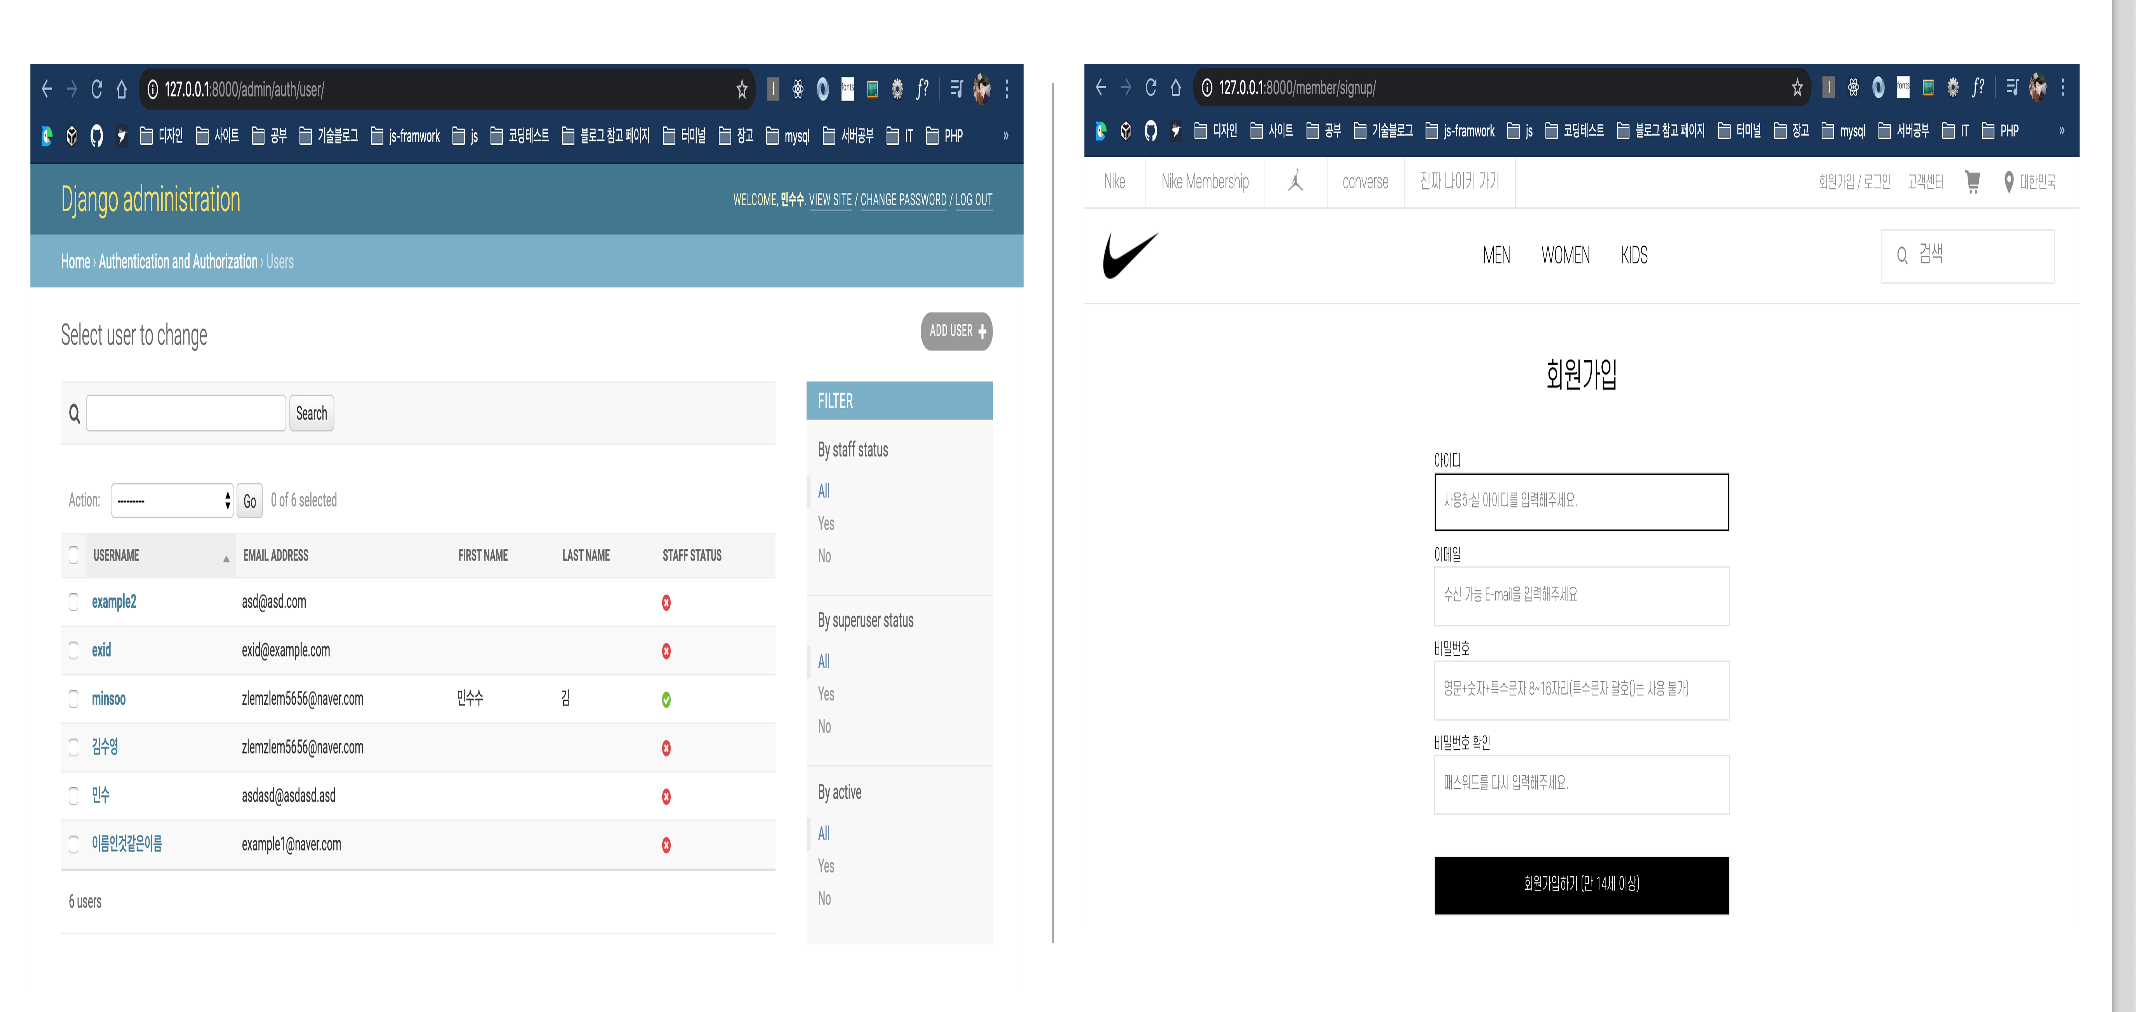 127.0.0.1:8000/admin/auth/user/
fonts
f?
디자인 사이트 공부 기술블로그 js-framwork js 코딩테스트 블로그 참고 페이지 터미널 장고 mysql 서버공부 IT PHP »
Django administration
WELCOME, 민수수. VIEW SITE / CHANGE PASSWORD / LOG OUT
Home › Authentication and Authorization › Users
Select user to change
ADD USER +
Search
Action: --------- Go 0 of 6 selected
USERNAME EMAIL ADDRESS FIRST NAME LAST NAME STAFF STATUS
example2 asd@asd.com
exid exid@example.com
minsoo zlemzlem5656@naver.com 민수수 김
김수영 zlemzlem5656@naver.com
민수 asdasd@asdasd.asd
이름인것같은이름 example1@naver.com
6 users
FILTER
By staff status
All
Yes
No
By superuser status
All
Yes
No
By active
All
Yes
No
127.0.0.1:8000/member/signup/
fonts
f?
디자인 사이트 공부 기술블로그 js-framwork js 코딩테스트 블로그 참고 페이지 터미널 장고 mysql 서버공부 IT PHP »
Nike Nike Membership converse 진짜 나이키 가기
회원가입 / 로그인 고객센터 대한민국
MEN WOMEN KIDS
검색
회원가입
아이디
사용하실 아이디를 입력해주세요.
이메일
수신 가능 E-mail을 입력해주세요
비밀번호
영문+숫자+특수문자 8~16자리(특수문자 괄호()는 사용 불가)
비밀번호 확인
패스워드를 다시 입력해주세요.
회원가입하기 (만 14세 이상)